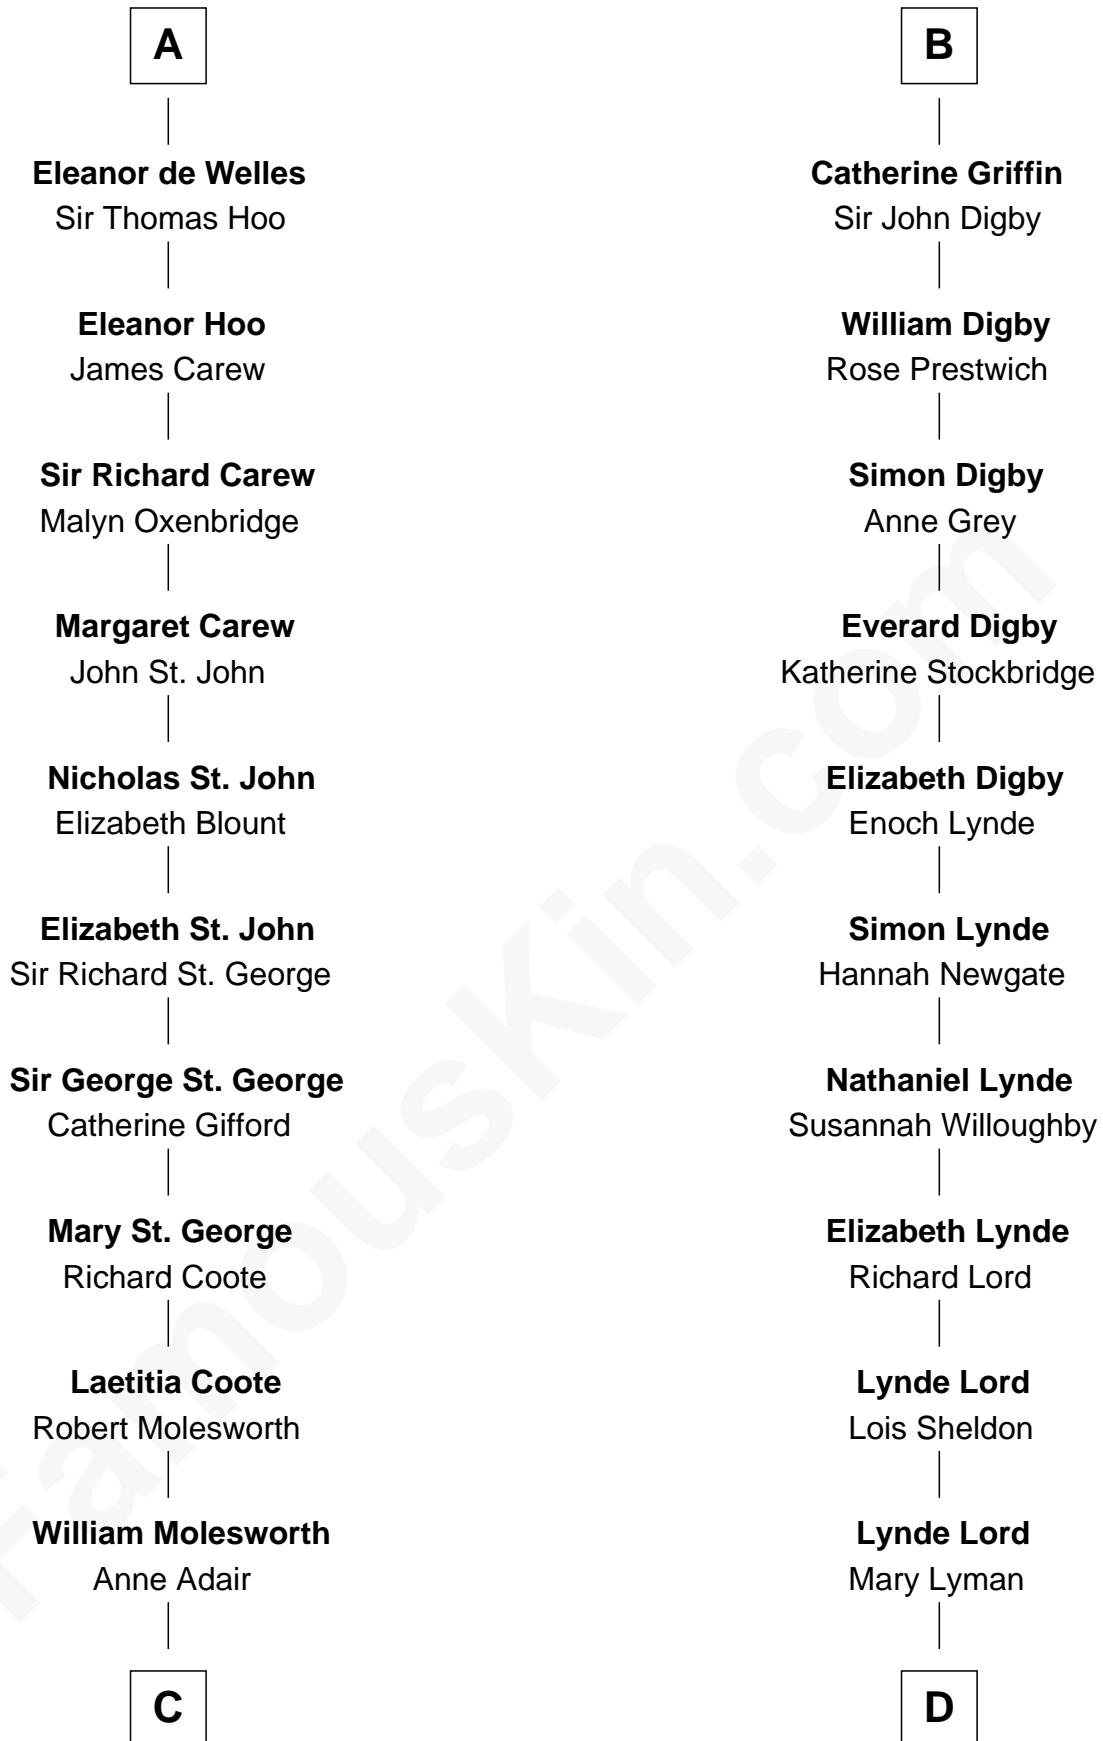 A
Eleanor de Welles
Sir Thomas Hoo
Eleanor Hoo
James Carew
Sir Richard Carew
Malyn Oxenbridge
Margaret Carew
John St. John
Nicholas St. John
Elizabeth Blount
Elizabeth St. John
Sir Richard St. George
Sir George St. George
Catherine Gifford
Mary St. George
Richard Coote
Laetitia Coote
Robert Molesworth
William Molesworth
Anne Adair
C
B
Catherine Griffin
Sir John Digby
William Digby
Rose Prestwich
Simon Digby
Anne Grey
Everard Digby
Katherine Stockbridge
Elizabeth Digby
Enoch Lynde
Simon Lynde
Hannah Newgate
Nathaniel Lynde
Susannah Willoughby
Elizabeth Lynde
Richard Lord
Lynde Lord
Lois Sheldon
Lynde Lord
Mary Lyman
D
FamousKin.com